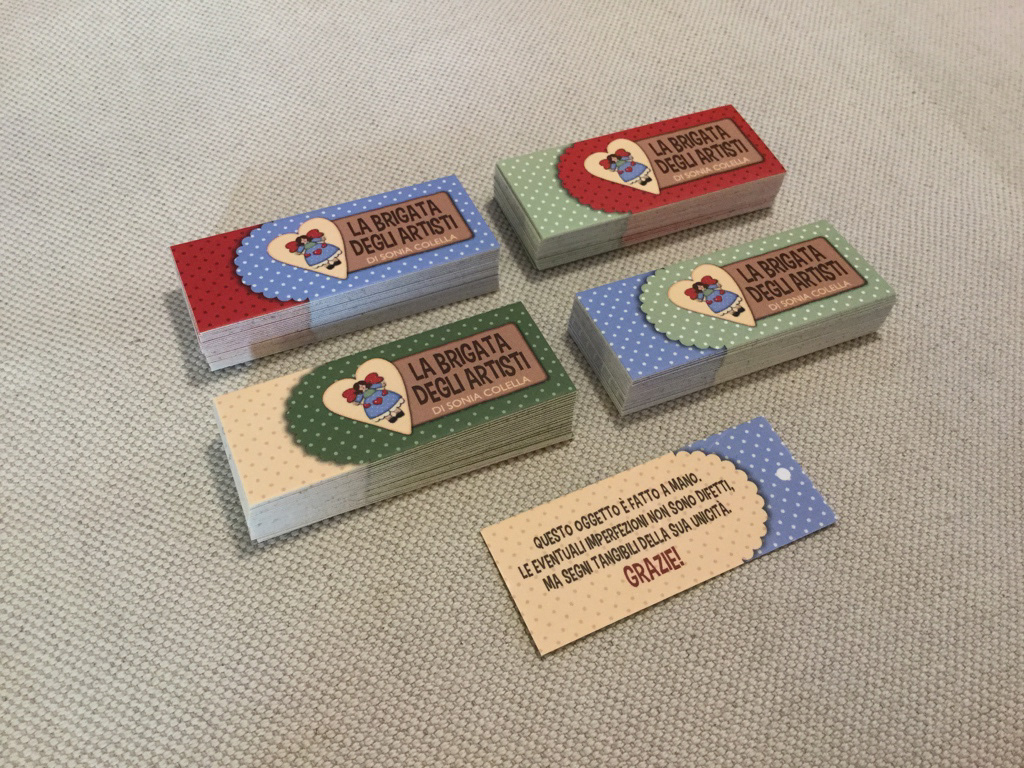 LA BRIGATA
DEGLI ARTISTI
DI SONIA COLELLA
LA BRIGATA
DEGLI ARTISTI
DI SONIA COLELLA
LA BRIGATA
DEGLI ARTISTI
DI SONIA COLELLA
LA BRIGATA
DEGLI ARTISTI
DI SONIA COLELLA
QUESTO OGGETTO È FATTO A MANO.
LE EVENTUALI IMPERFEZIONI NON SONO DIFETTI,
MA SEGNI TANGIBILI DELLA SUA UNICITÀ.
GRAZIE!